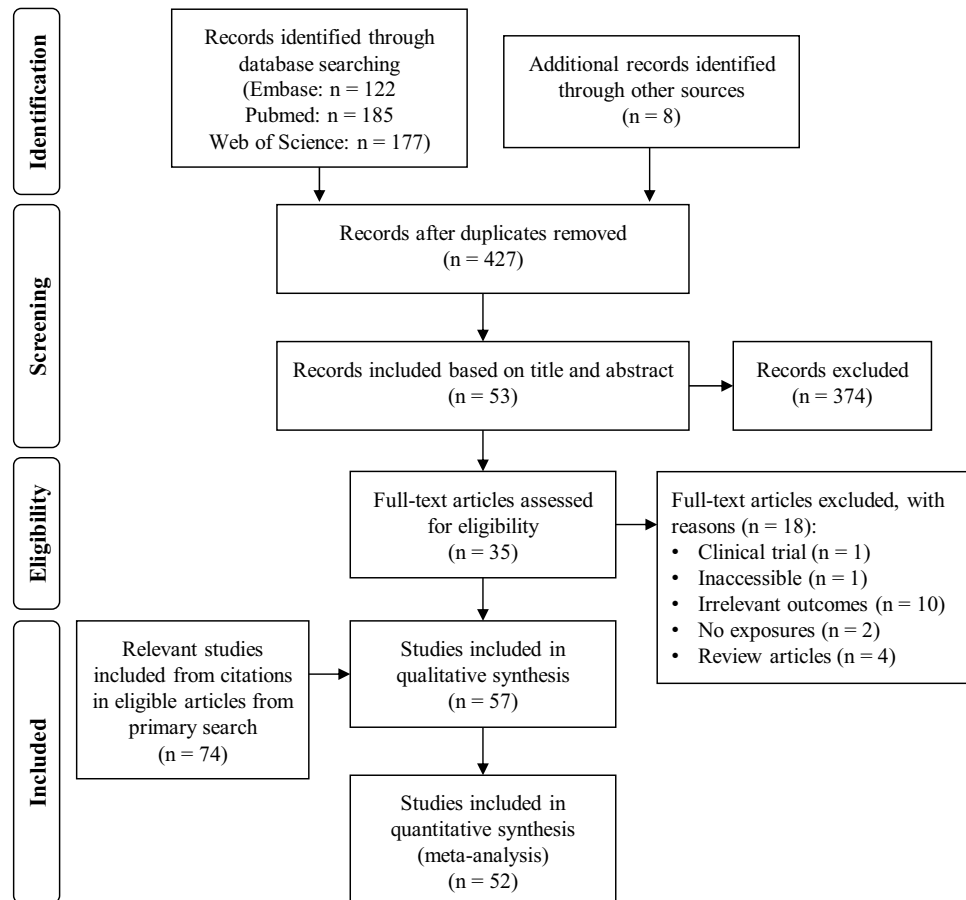 Identification
Records identified through
database searching
(Embase: n = 122
Pubmed: n = 185
Web of Science: n = 177)
Additional records identified
through other sources
(n = 8)
Screening
Records after duplicates removed
(n = 427)
Records included based on title and abstract
(n = 53)
Records excluded
(n = 374)
Eligibility
Full-text articles assessed
for eligibility
(n = 35)
Full-text articles excluded, with
reasons (n = 18):
• Clinical trial (n = 1)
• Inaccessible (n = 1)
• Irrelevant outcomes (n = 10)
• No exposures (n = 2)
• Review articles (n = 4)
Included
Relevant studies
included from citations
in eligible articles from
primary search
(n = 74)
Studies included in
qualitative synthesis
(n = 57)
Studies included in
quantitative synthesis
(meta-analysis)
(n = 52)